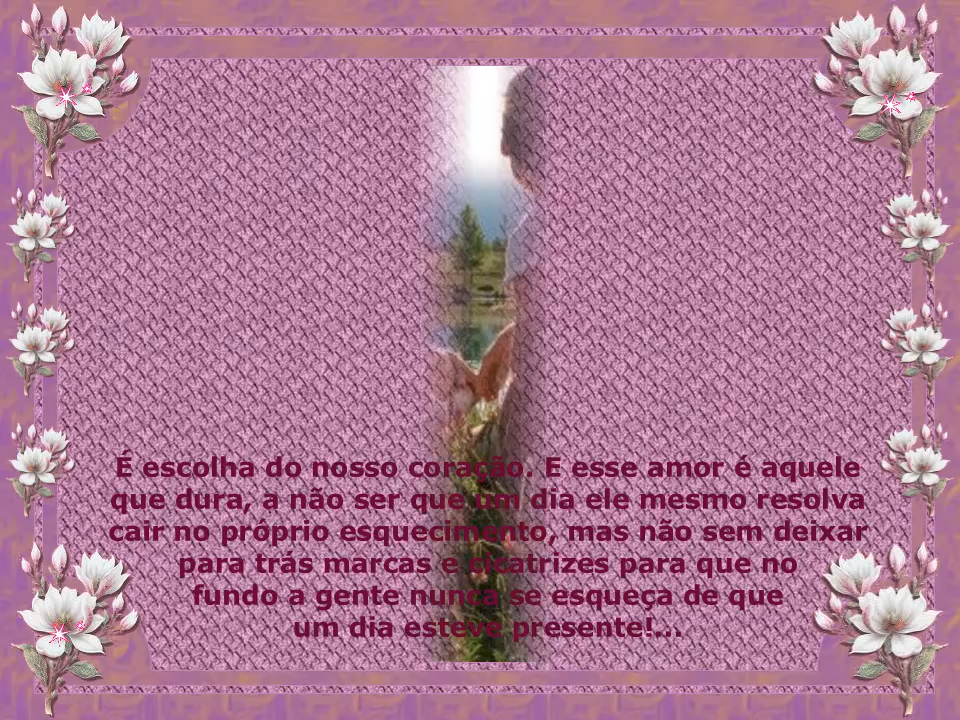 É escolha do nosso coração. E esse amor é aquele
que dura, a não ser que um dia ele mesmo resolva
cair no próprio esquecimento, mas não sem deixar
para trás marcas e cicatrizes para que no
fundo a gente nunca se esqueça de que
um dia esteve presente!...